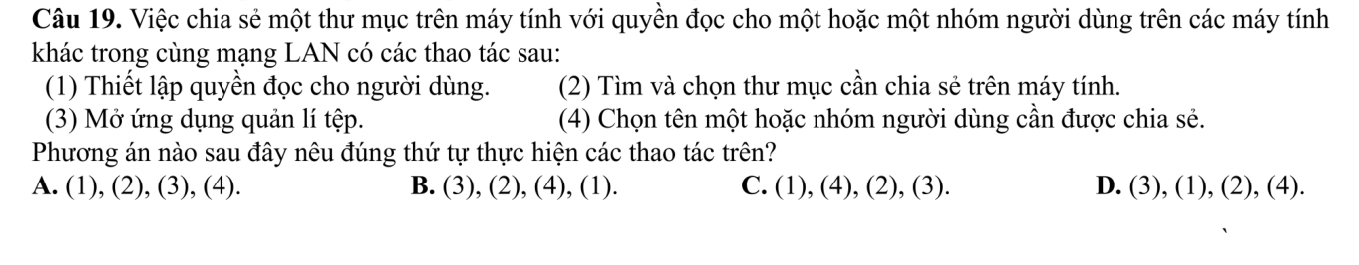 Câu 19. Việc chia sẻ một thư mục trên máy tính với quyền đọc cho một hoặc một nhóm người dùng trên các máy tính
khác trong cùng mạng LAN có các thao tác sau:
(1) Thiết lập quyền đọc cho người dùng. (2) Tìm và chọn thư mục cần chia sẻ trên máy tính.
(3) Mở ứng dụng quản lí tệp. (4) Chọn tên một hoặc nhóm người dùng cần được chia sẻ.
Phương án nào sau đây nêu đúng thứ tự thực hiện các thao tác trên?
A. (1), (2), (3), (4). B. (3), (2), (4), (1). C. (1), (4), (2), (3). D. (3), (1), (2), (4).